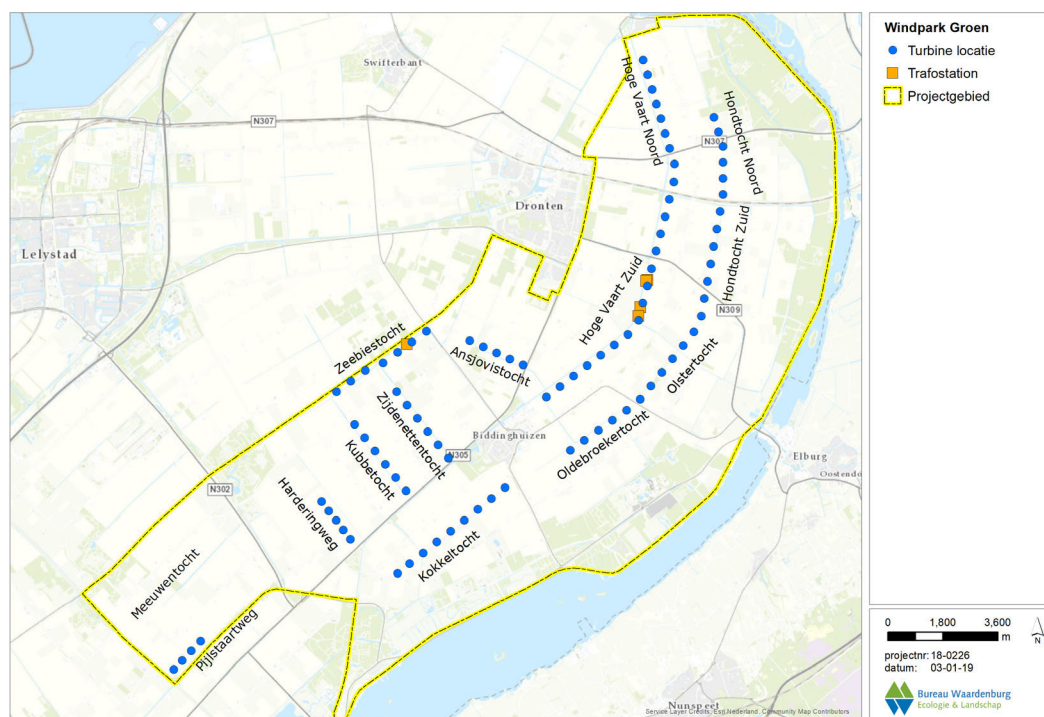 Swifterbant
N307
Hoge Vaart Noord
Hondtocht Noord
N307
Dronten
Lelystad
Hoge Vaart Zuid
Hondtocht Zuid
N309
Zeebiestocht
Ansjovistocht
Olstertocht
Zijdenettentocht
Kubbetocht
Biddinghuizen
N305
Oldebroekertocht
Elburg
Oostendo
N302
Harderingweg
Kokkeltocht
Meeuwentocht
Pijlstaartweg
Nunspeet
Service Layer Credits: Esri Nederland, Community Map Contributors
Windpark Groen
Turbine locatie
Trafostation
Projectgebied
0 1,800 3,600
m
N
projectnr: 18-0226
datum: 03-01-19
Bureau Waardenburg
Ecologie & Landschap